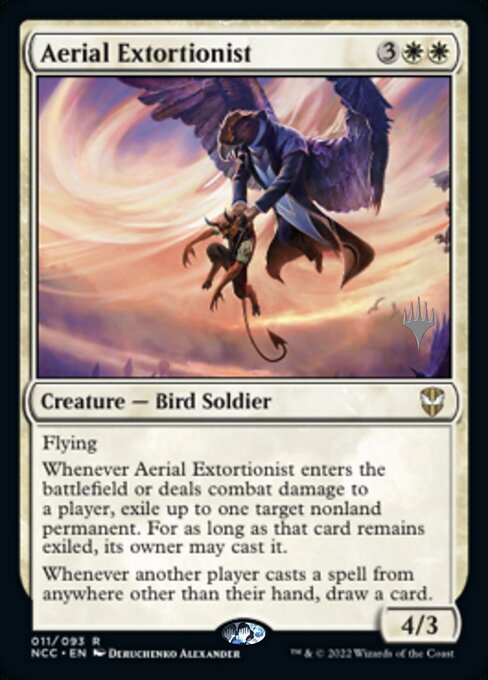 Aerial Extortionist 3
Creature — Bird Soldier
Flying
Whenever Aerial Extortionist enters the
battlefield or deals combat damage to
a player, exile up to one target nonland
permanent. For as long as that card remains
exiled, its owner may cast it.
Whenever another player casts a spell from
anywhere other than their hand, draw a card.
4/3
011/093 R
NCC • EN Deruchenko Alexander
™ & © 2022 Wizards of the Coast